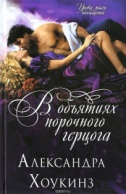 В объятиях
порочного
герцога
Александра
Хоукинз